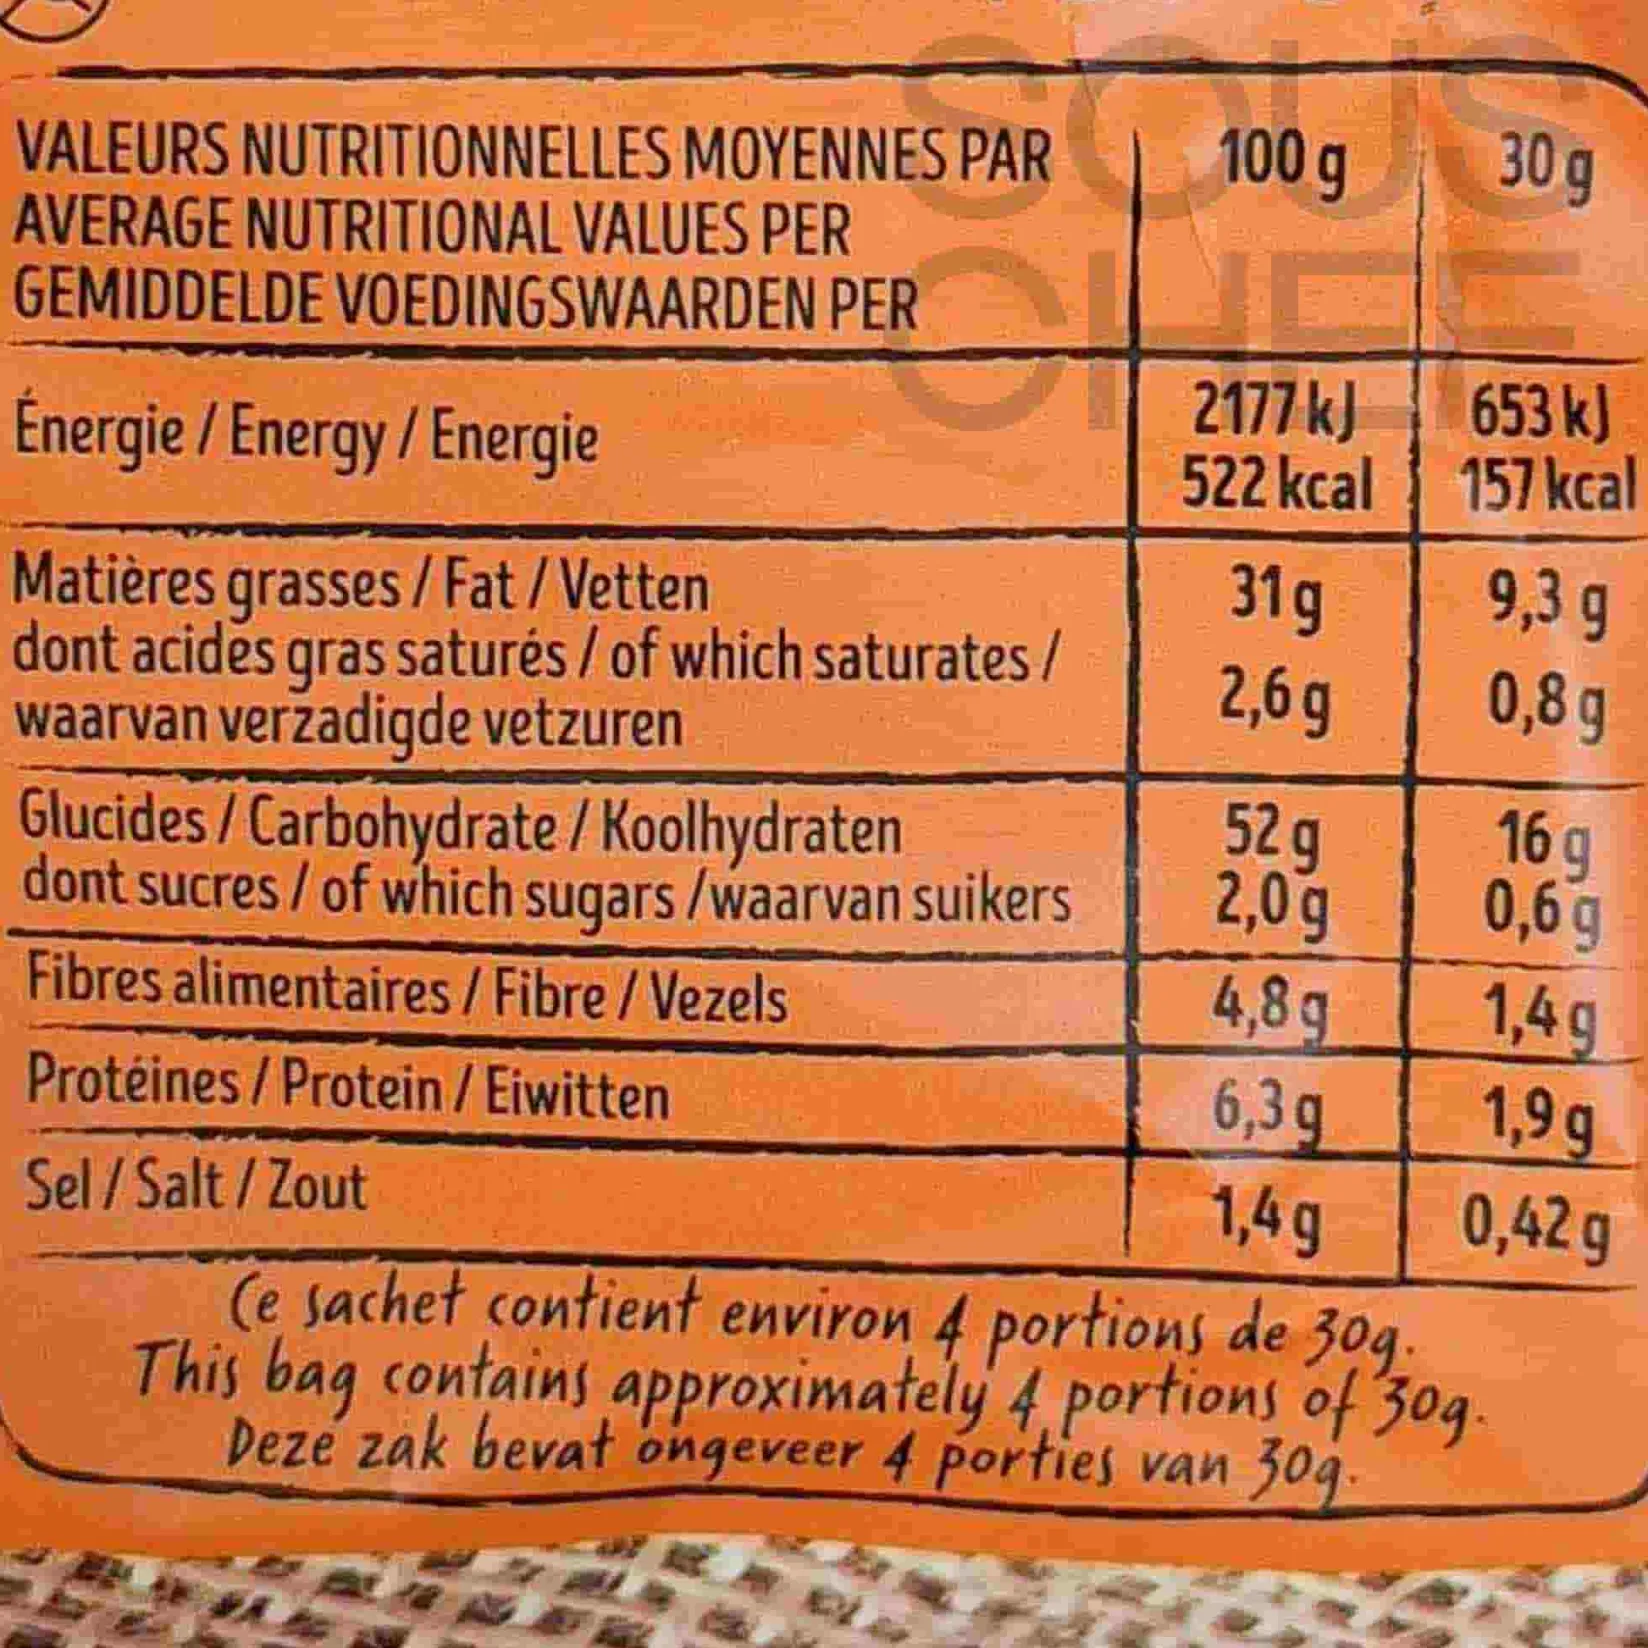 SOUS
CHEF
VALEURS NUTRITIONNELLES MOYENNES PAR 100 g 30 g
AVERAGE NUTRITIONAL VALUES PER
GEMIDDELDE VOEDINGSWAARDEN PER
Énergie / Energy / Energie 2177 kJ 653 kJ
522 kcal 157 kcal
Matières grasses / Fat / Vetten 31 g 9,3 g
dont acides gras saturés / of which saturates / 2,6 g 0,8 g
waarvan verzadigde vetzuren
Glucides / Carbohydrate / Koolhydraten 52 g 16 g
dont sucres / of which sugars /waarvan suikers 2,0 g 0,6 g
Fibres alimentaires / Fibre / Vezels 4,8 g 1,4 g
Protéines / Protein / Eiwitten 6,3 g 1,9 g
Sel / Salt / Zout 1,4 g 0,42 g
Ce sachet contient environ 4 portions de 30g.
This bag contains approximately 4 portions of 30g.
Deze zak bevat ongeveer 4 porties van 30g.